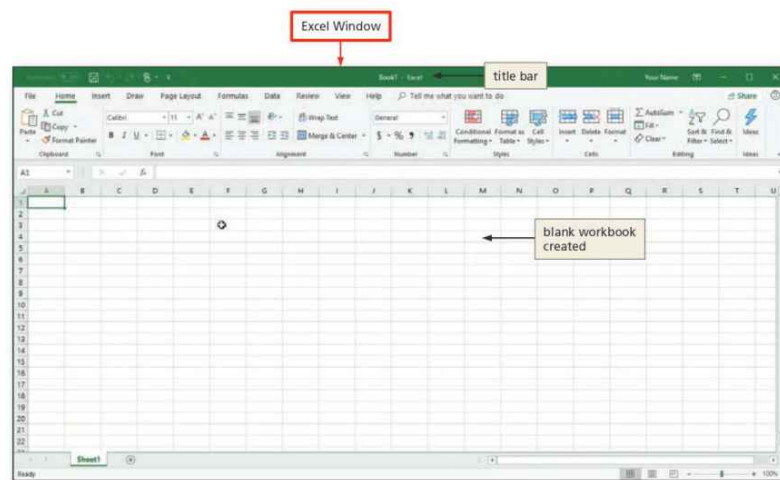 Excel Window
Book1 - Excel
title bar
Your Name
File Home Insert Draw Page Layout Formulas Data Review View Help Tell me what you want to do Share
Cut
Copy
Format Painter
Paste
Clipboard
Calibri 11 A A
B I U A
Font
Wrap Text
Merge & Center
Alignment
General
$ % ,
Number
Conditional Formatting
Format as Table
Cell Styles
Styles
Insert Delete Format
Cells
AutoSum
Fill
Clear
Sort & Filter
Find & Select
Editing
Ideas
Ideas
A1 fx
A B C D E F G H I J K L M N O P Q R S T U
1
2
3
4
5
6
7
8
9
10
11
12
13
14
15
16
17
18
19
20
21
22
blank workbook
created
Sheet1
Ready
100%